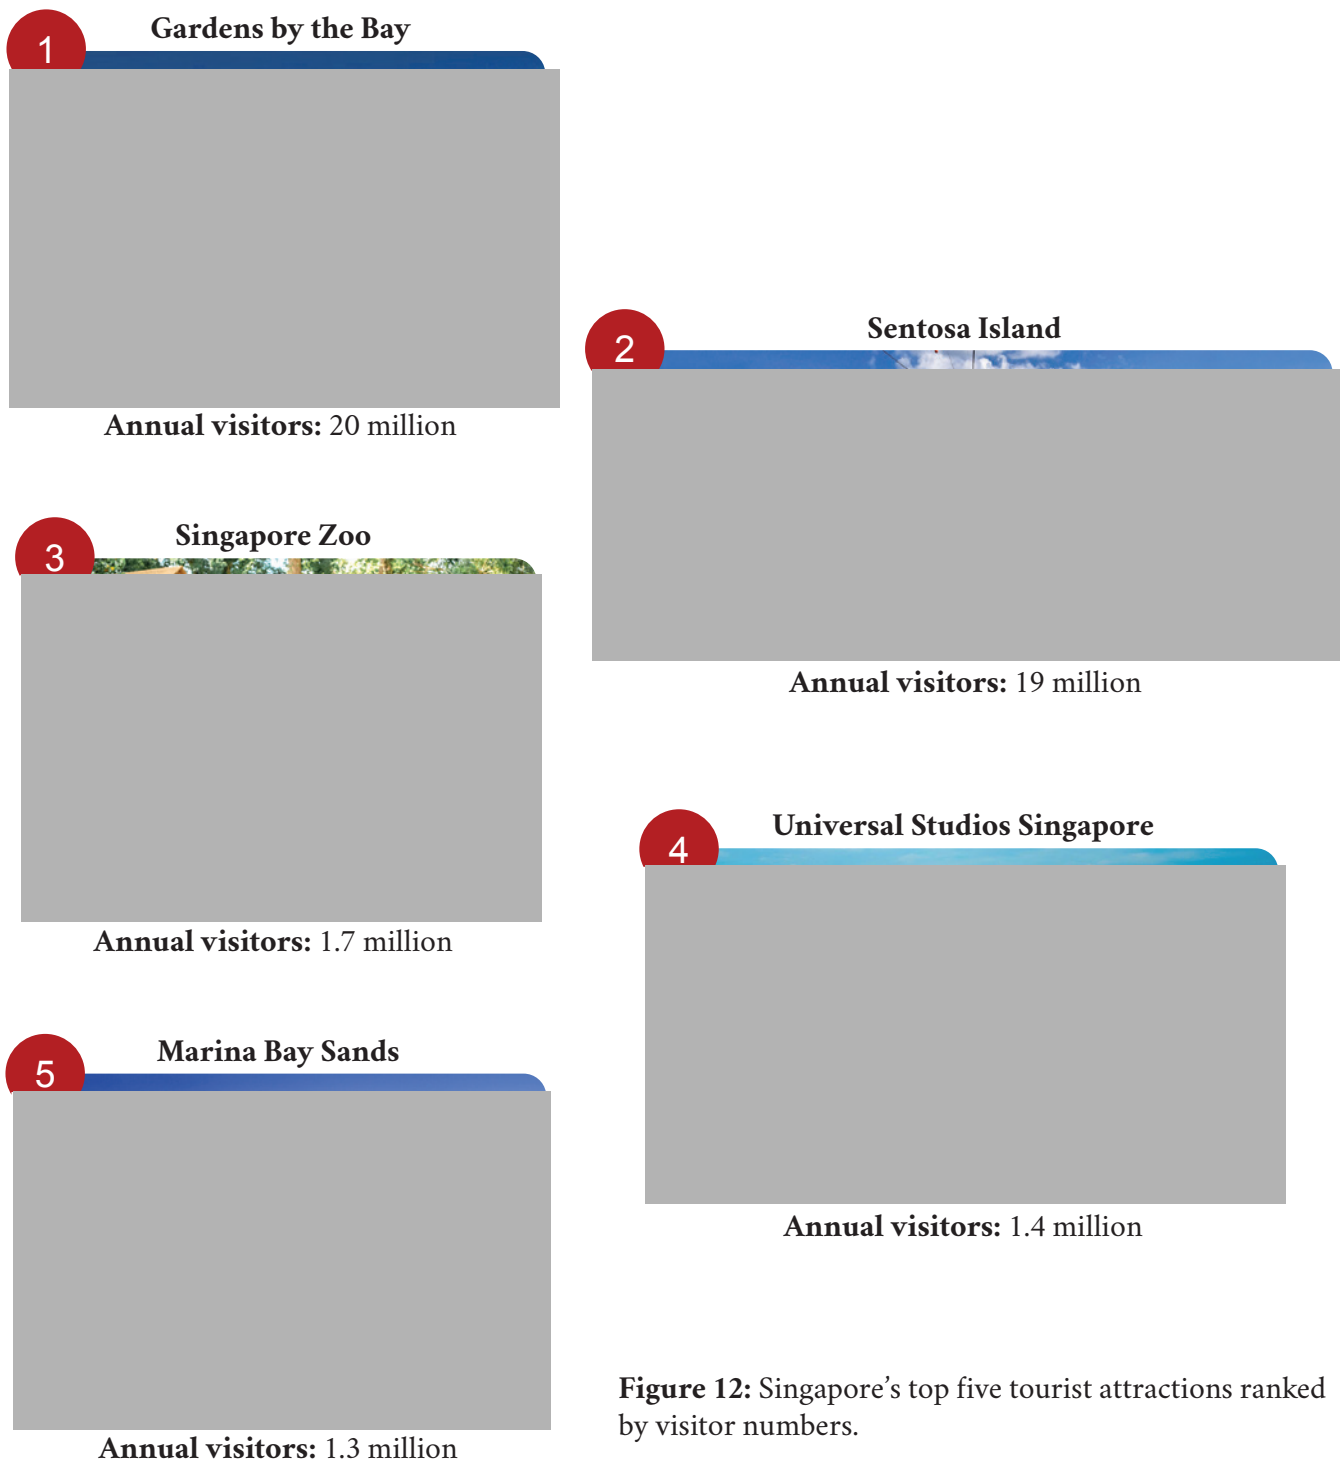 1
Gardens by the Bay
Annual visitors: 20 million
2
Sentosa Island
Annual visitors: 19 million
3
Singapore Zoo
Annual visitors: 1.7 million
4
Universal Studios Singapore
Annual visitors: 1.4 million
5
Marina Bay Sands
Annual visitors: 1.3 million
Figure 12: Singapore’s top five tourist attractions ranked
by visitor numbers.